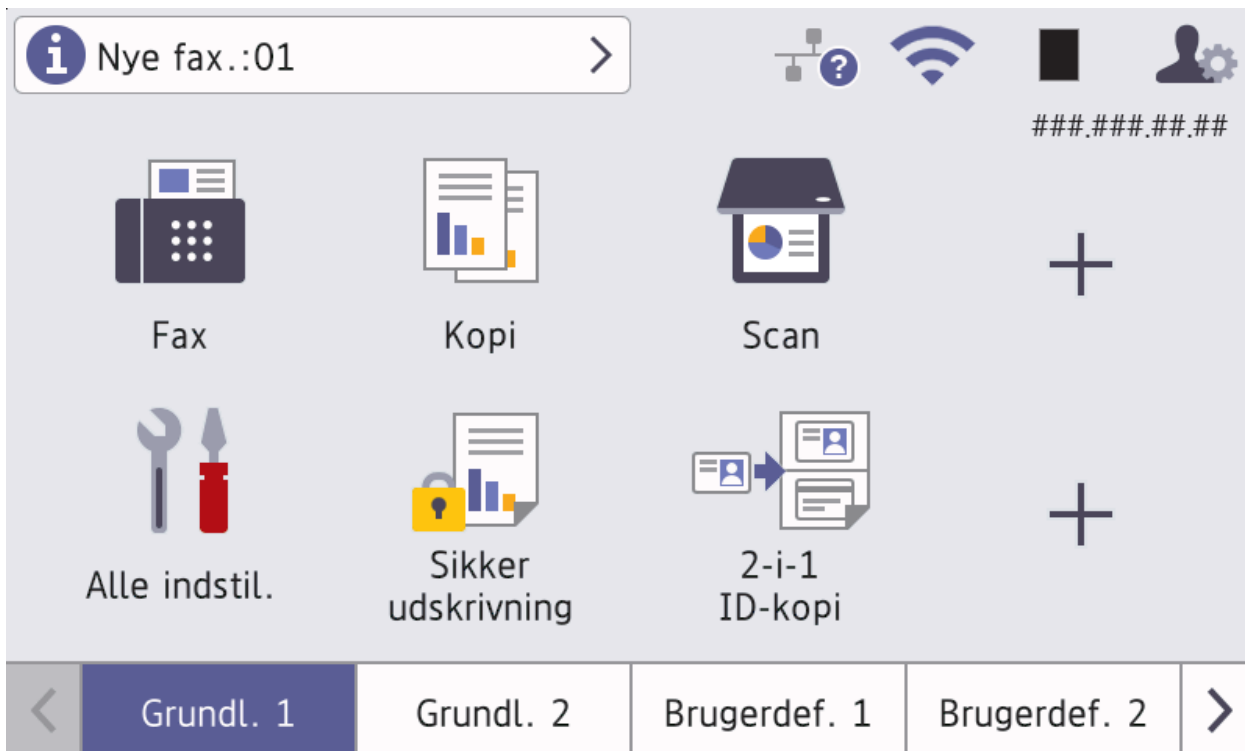 Nye fax.:01
###.###.##.##
Fax
Kopi
Scan
Alle indstil.
Sikker
udskrivning
2-i-1
ID-kopi
Grundl. 1
Grundl. 2
Brugerdef. 1
Brugerdef. 2